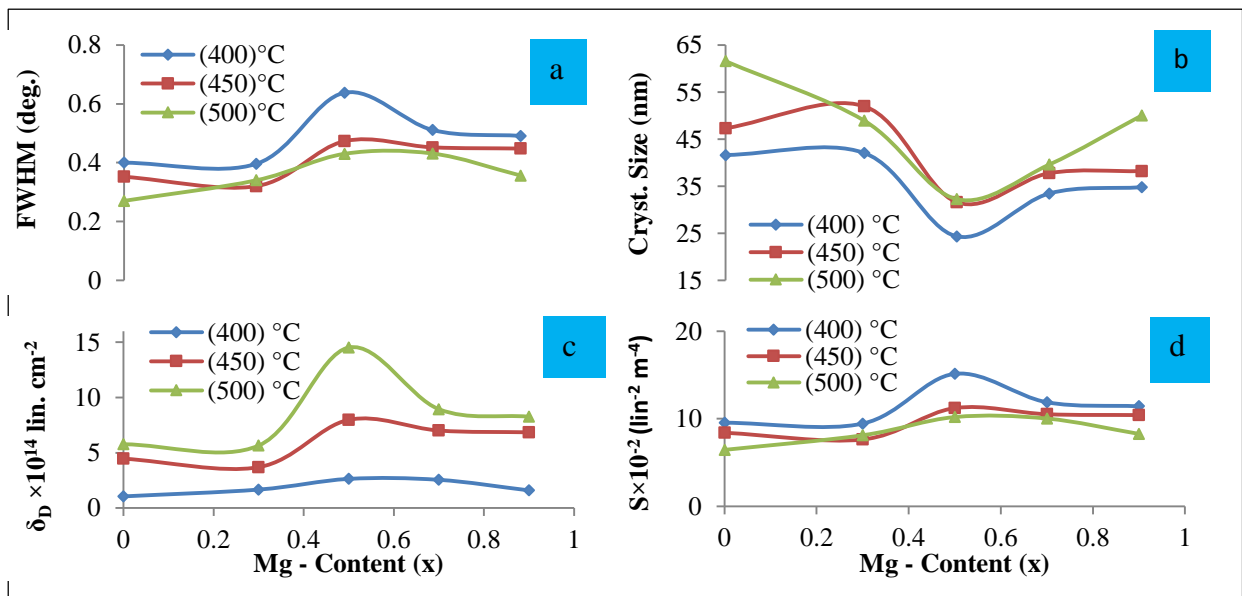 FWHM (deg.)
0.8
0.6
0.4
0.2
0
(400)°C
(450)°C
(500)°C
a
Cryst. Size (nm)
65
55
45
35
25
15
(400) °C
(450) °C
(500) °C
b
δD ×10¹⁴ lin. cm⁻²
15
10
5
0
(400) °C
(450) °C
(500) °C
c
0 0.2 0.4 0.6 0.8 1
Mg - Content (x)
S×10⁻² (lin⁻² m⁻⁴)
20
10
0
(400) °C
(450) °C
(500) °C
d
0 0.2 0.4 0.6 0.8 1
Mg - Content (x)